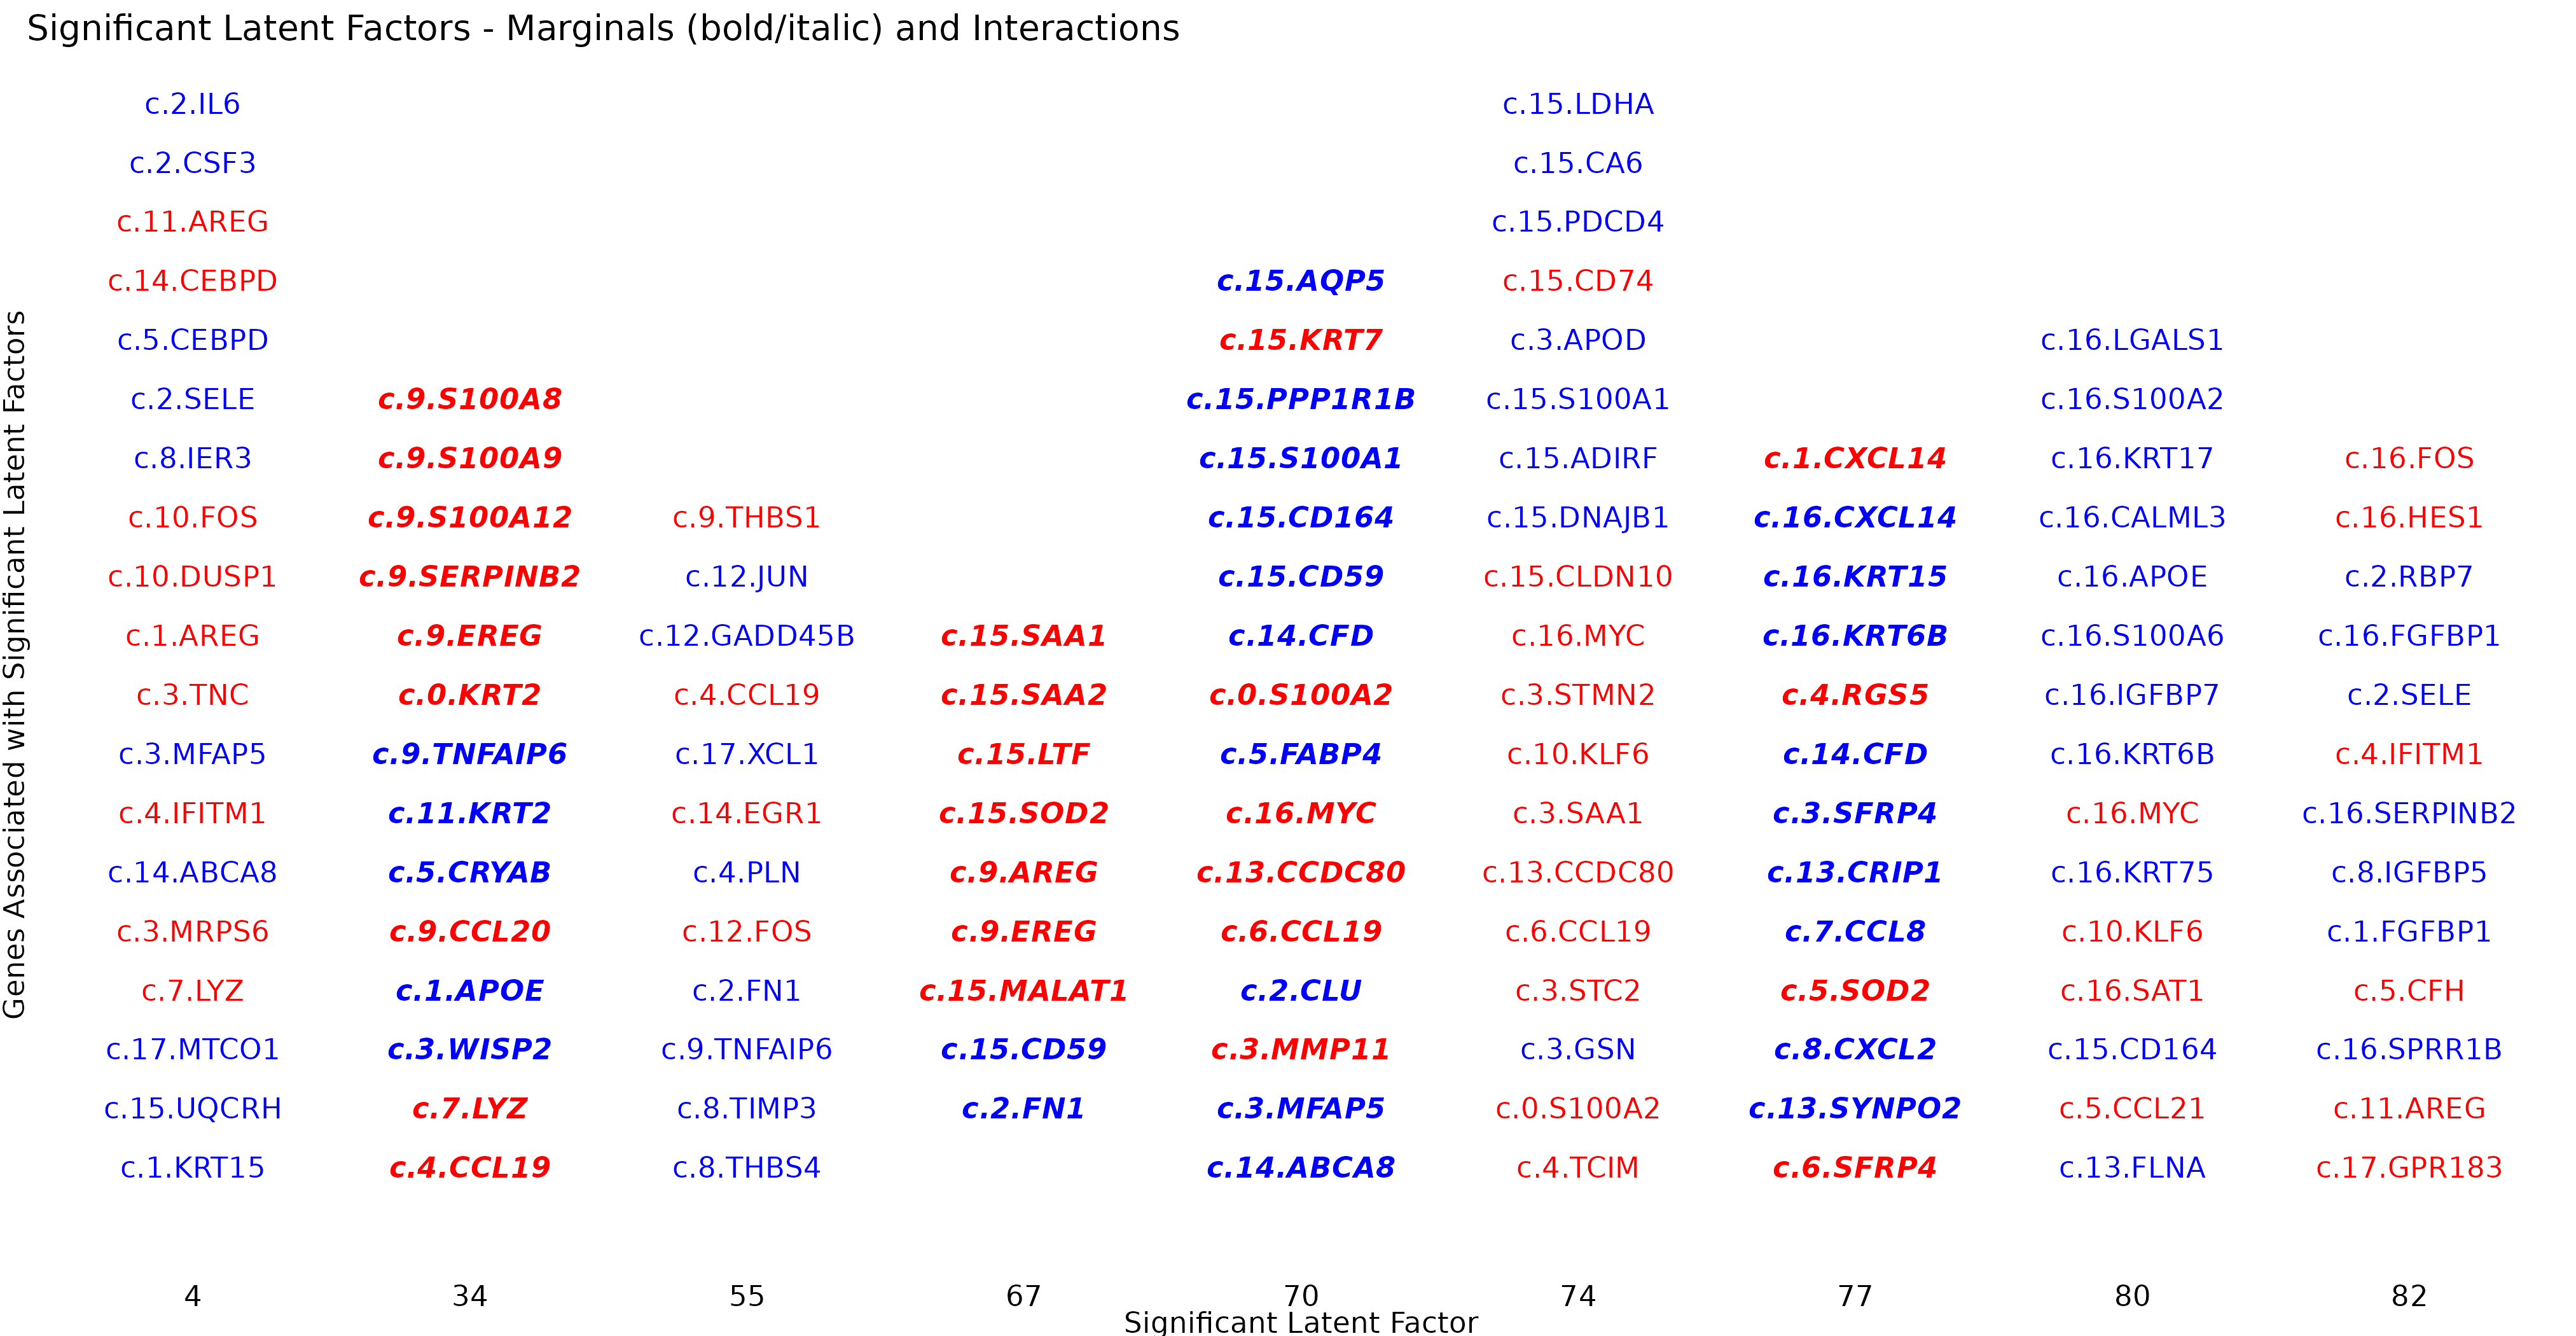 Significant Latent Factors - Marginals (bold/italic) and Interactions
Genes Associated with Significant Latent Factors
c.2.IL6 c.15.LDHA
c.2.CSF3 c.15.CA6
c.11.AREG c.15.PDCD4
c.14.CEBPD c.15.AQP5 c.15.CD74
c.5.CEBPD c.15.KRT7 c.3.APOD c.16.LGALS1
c.2.SELE c.9.S100A8 c.15.PPP1R1B c.15.S100A1 c.16.S100A2
c.8.IER3 c.9.S100A9 c.15.S100A1 c.15.ADIRF c.1.CXCL14 c.16.KRT17 c.16.FOS
c.10.FOS c.9.S100A12 c.9.THBS1 c.15.CD164 c.15.DNAJB1 c.16.CXCL14 c.16.CALML3 c.16.HES1
c.10.DUSP1 c.9.SERPINB2 c.12.JUN c.15.CD59 c.15.CLDN10 c.16.KRT15 c.16.APOE c.2.RBP7
c.1.AREG c.9.EREG c.12.GADD45B c.15.SAA1 c.14.CFD c.16.MYC c.16.KRT6B c.16.S100A6 c.16.FGFBP1
c.3.TNC c.0.KRT2 c.4.CCL19 c.15.SAA2 c.0.S100A2 c.3.STMN2 c.4.RGS5 c.16.IGFBP7 c.2.SELE
c.3.MFAP5 c.9.TNFAIP6 c.17.XCL1 c.15.LTF c.5.FABP4 c.10.KLF6 c.14.CFD c.16.KRT6B c.4.IFITM1
c.4.IFITM1 c.11.KRT2 c.14.EGR1 c.15.SOD2 c.16.MYC c.3.SAA1 c.3.SFRP4 c.16.MYC c.16.SERPINB2
c.14.ABCA8 c.5.CRYAB c.4.PLN c.9.AREG c.13.CCDC80 c.13.CCDC80 c.13.CRIP1 c.16.KRT75 c.8.IGFBP5
c.3.MRPS6 c.9.CCL20 c.12.FOS c.9.EREG c.6.CCL19 c.6.CCL19 c.7.CCL8 c.10.KLF6 c.1.FGFBP1
c.7.LYZ c.1.APOE c.2.FN1 c.15.MALAT1 c.2.CLU c.3.STC2 c.5.SOD2 c.16.SAT1 c.5.CFH
c.17.MTCO1 c.3.WISP2 c.9.TNFAIP6 c.15.CD59 c.3.MMP11 c.3.GSN c.8.CXCL2 c.15.CD164 c.16.SPRR1B
c.15.UQCRH c.7.LYZ c.8.TIMP3 c.2.FN1 c.3.MFAP5 c.0.S100A2 c.13.SYNPO2 c.5.CCL21 c.11.AREG
c.1.KRT15 c.4.CCL19 c.8.THBS4 c.14.ABCA8 c.4.TCIM c.6.SFRP4 c.13.FLNA c.17.GPR183
4 34 55 67 70 74 77 80 82
Significant Latent Factor